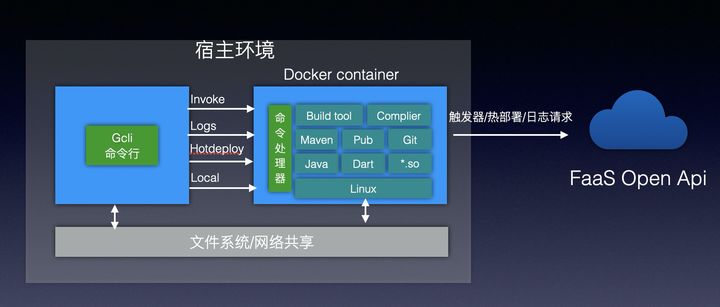 宿主环境
Docker container
Gcli
命令行
Invoke
Logs
Hotdeploy
Local
命令处理器
Build tool
Complier
Maven
Pub
Git
Java
Dart
*.so
Linux
触发器/热部署/日志请求
FaaS Open Api
文件系统/网络共享